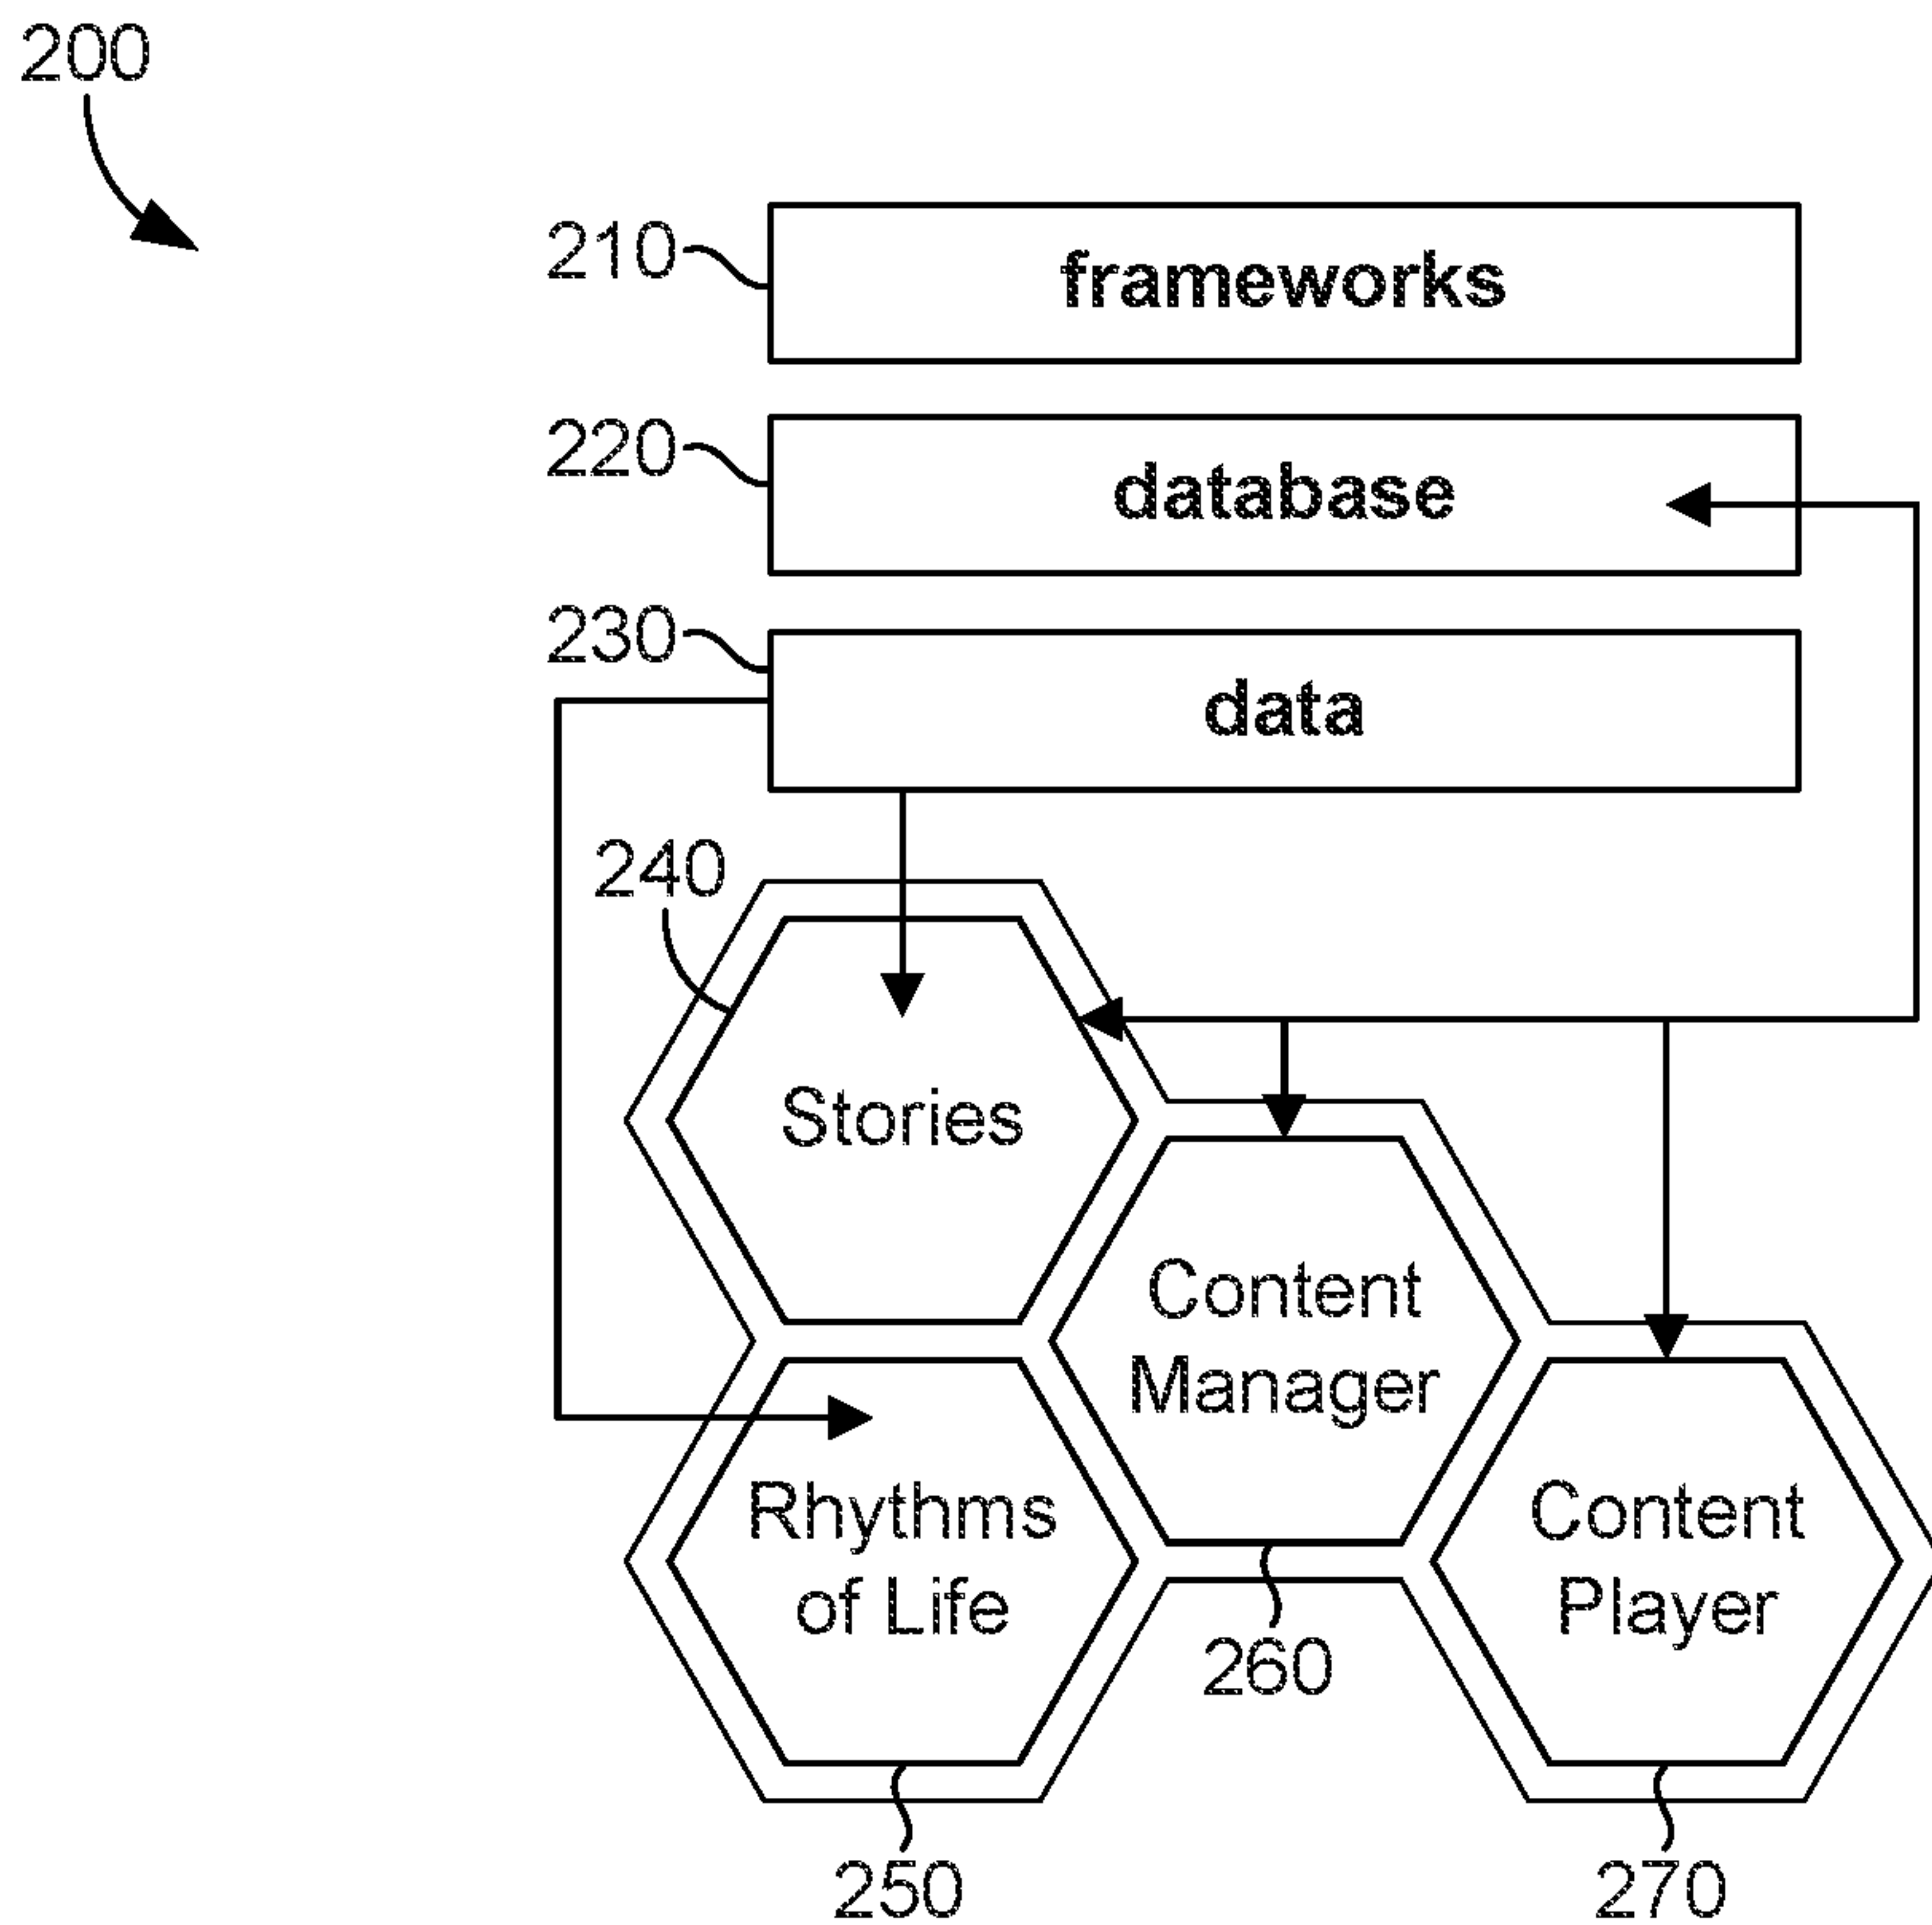 200
210
frameworks
220
database
230
data
240
Stories
Content
Manager
Rhythms
of Life
Content
Player
260
250
270